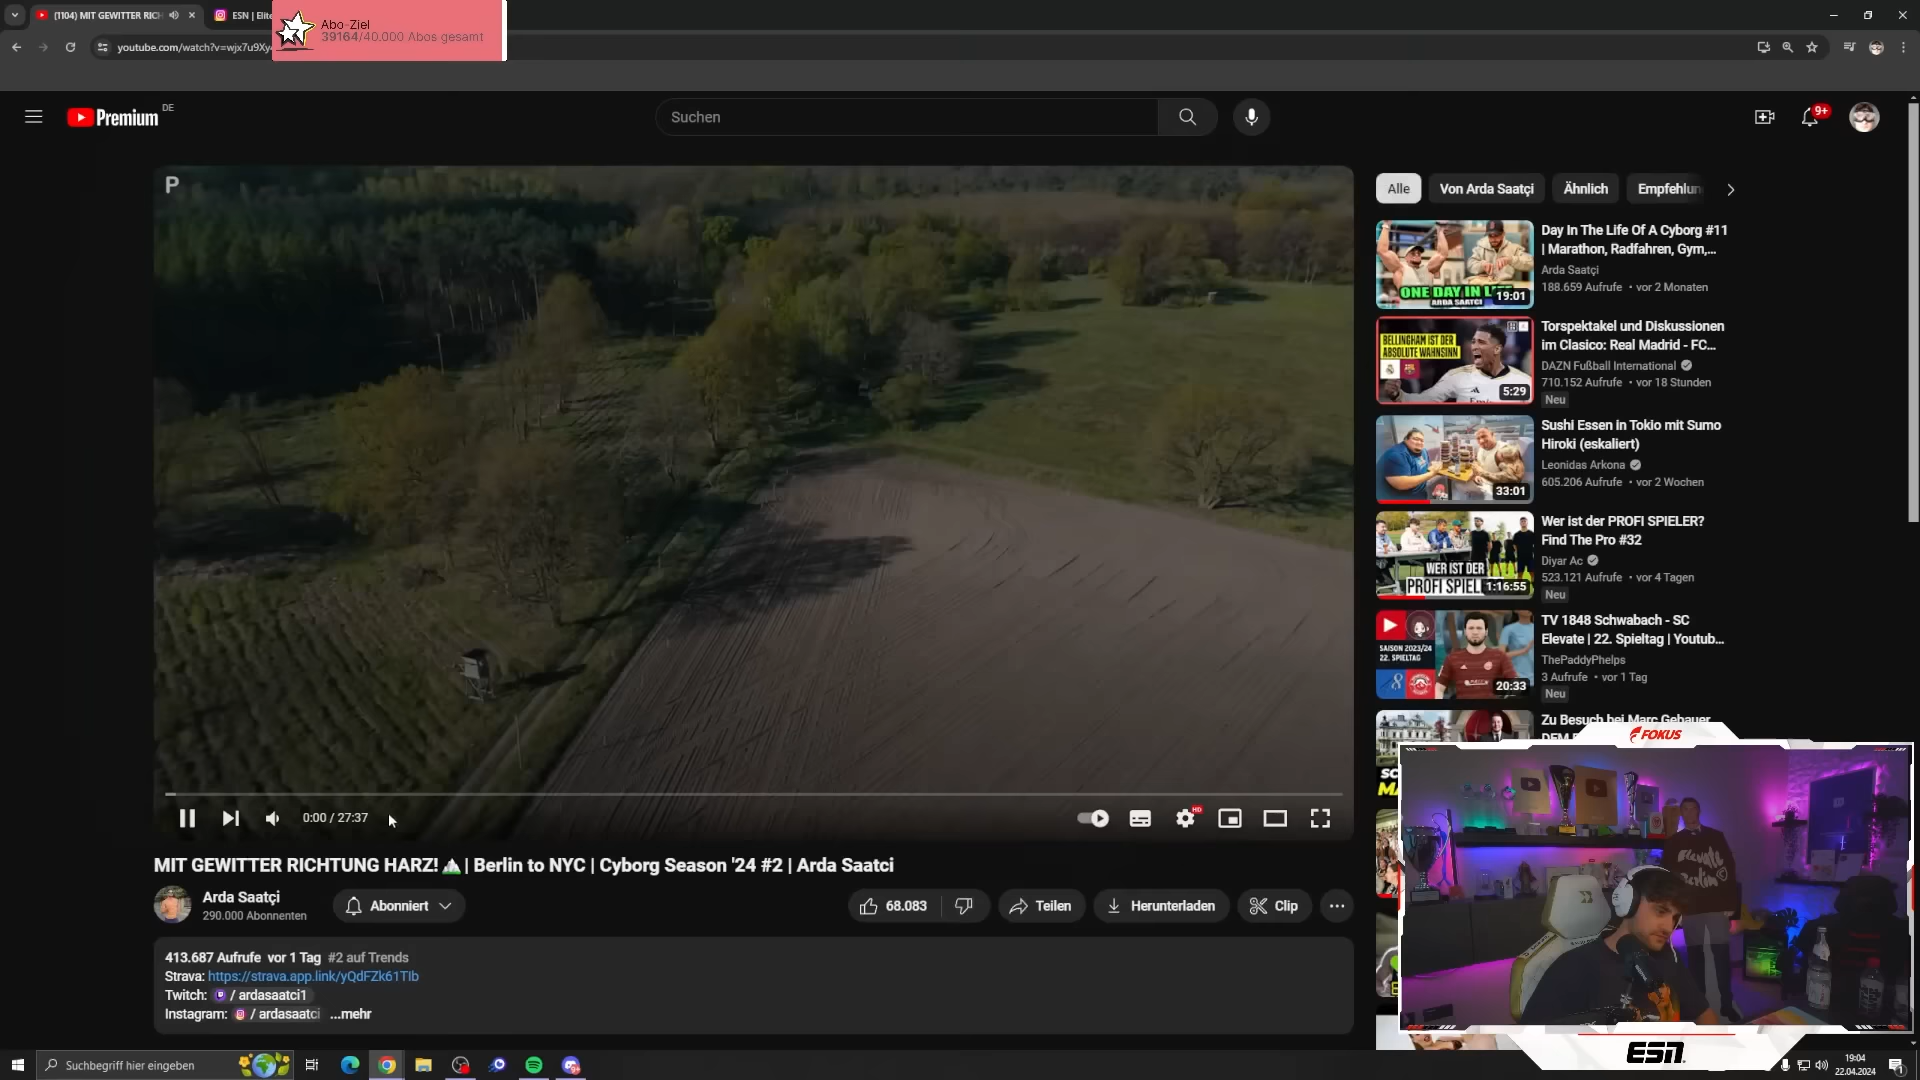 (1104) MIT GEWITTER RICH
ESN | Elite
Abo-Ziel
39164/40.000 Abos gesamt
youtube.com/watch?v=wjx7u9Xy
Premium DE
Suchen
9+
P
Alle
Von Arda Saatçi
Ähnlich
Empfehlun
Day In The Life Of A Cyborg #11
| Marathon, Radfahren, Gym,...
Arda Saatçi
188.659 Aufrufe • vor 2 Monaten
ONE DAY IN LIFE
ARDA SAATCI
19:01
Torspektakel und Diskussionen
im Clasico: Real Madrid - FC...
DAZN Fußball International
710.152 Aufrufe • vor 18 Stunden
Neu
BELLINGHAM IST DER
ABSOLUTE WAHNSINN
5:29
Sushi Essen in Tokio mit Sumo
Hiroki (eskaliert)
Leonidas Arkona
605.206 Aufrufe • vor 2 Wochen
33:01
Wer ist der PROFI SPIELER?
Find The Pro #32
Diyar Ac
523.121 Aufrufe • vor 4 Tagen
Neu
WER IST DER
PROFI SPIEL
1:16:55
TV 1848 Schwabach - SC
Elevate | 22. Spieltag | Youtub...
ThePaddyPhelps
3 Aufrufe • vor 1 Tag
Neu
SAISON 2023/24
22. SPIELTAG
20:33
Zu Besuch bei Marc Gebauer
FOKUS
0:00 / 27:37
HD
MIT GEWITTER RICHTUNG HARZ! | Berlin to NYC | Cyborg Season '24 #2 | Arda Saatci
Arda Saatçi
290.000 Abonnenten
Abonniert
68.083
Teilen
Herunterladen
Clip
413.687 Aufrufe vor 1 Tag #2 auf Trends
Strava: https://strava.app.link/yQdFZk61TIb
Twitch: / ardasaatci1
Instagram: / ardasaatci ...mehr
ESN
Suchbegriff hier eingeben
19:04
22.04.2024